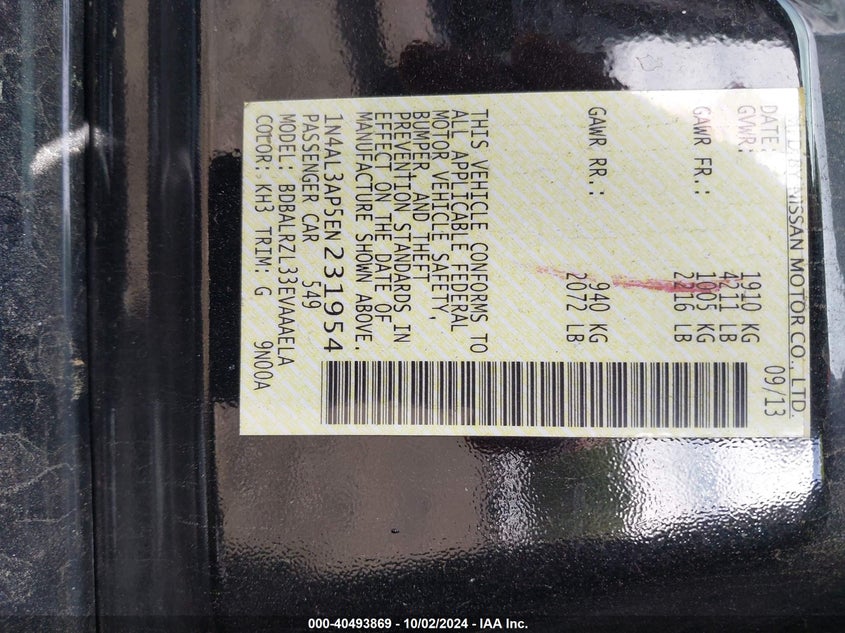 MFD BY NISSAN MOTOR CO., LTD.
DATE: 09/13
GVWR: 1910 KG
4211 LB
GAWR FR.: 1005 KG
2216 LB
GAWR RR.: 940 KG
2072 LB
THIS VEHICLE CONFORMS TO
ALL APPLICABLE FEDERAL
MOTOR VEHICLE SAFETY,
BUMPER AND THEFT
PREVENTION STANDARDS IN
EFFECT ON THE DATE OF
MANUFACTURE SHOWN ABOVE.
1N4AL3AP5EN231954
PASSENGER CAR 549
MODEL: BDBALRZL33EVAAAELA
COLOR: KH3 TRIM: G 9N00A
000-40493869 - 10/02/2024 - IAA Inc.